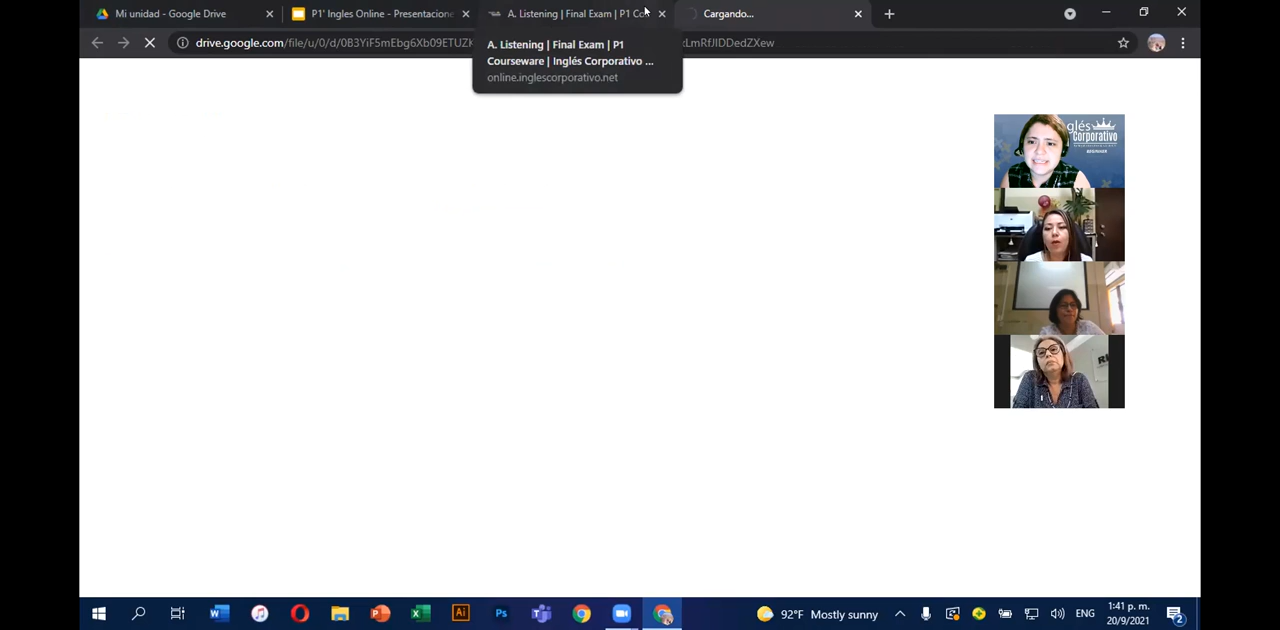 Mi unidad - Google Drive
P1' Ingles Online - Presentacione
A. Listening | Final Exam | P1 Co
Cargando...
drive.google.com/file/u/0/d/0B3YiF5mEbg6Xb09ETUZK
LmRfJIDDedZXew
A. Listening | Final Exam | P1
Courseware | Inglés Corporativo ...
online.inglescorporativo.net
glés
Corporativo
BEGINNER
92°F Mostly sunny
ENG
1:41 p. m.
20/9/2021
2